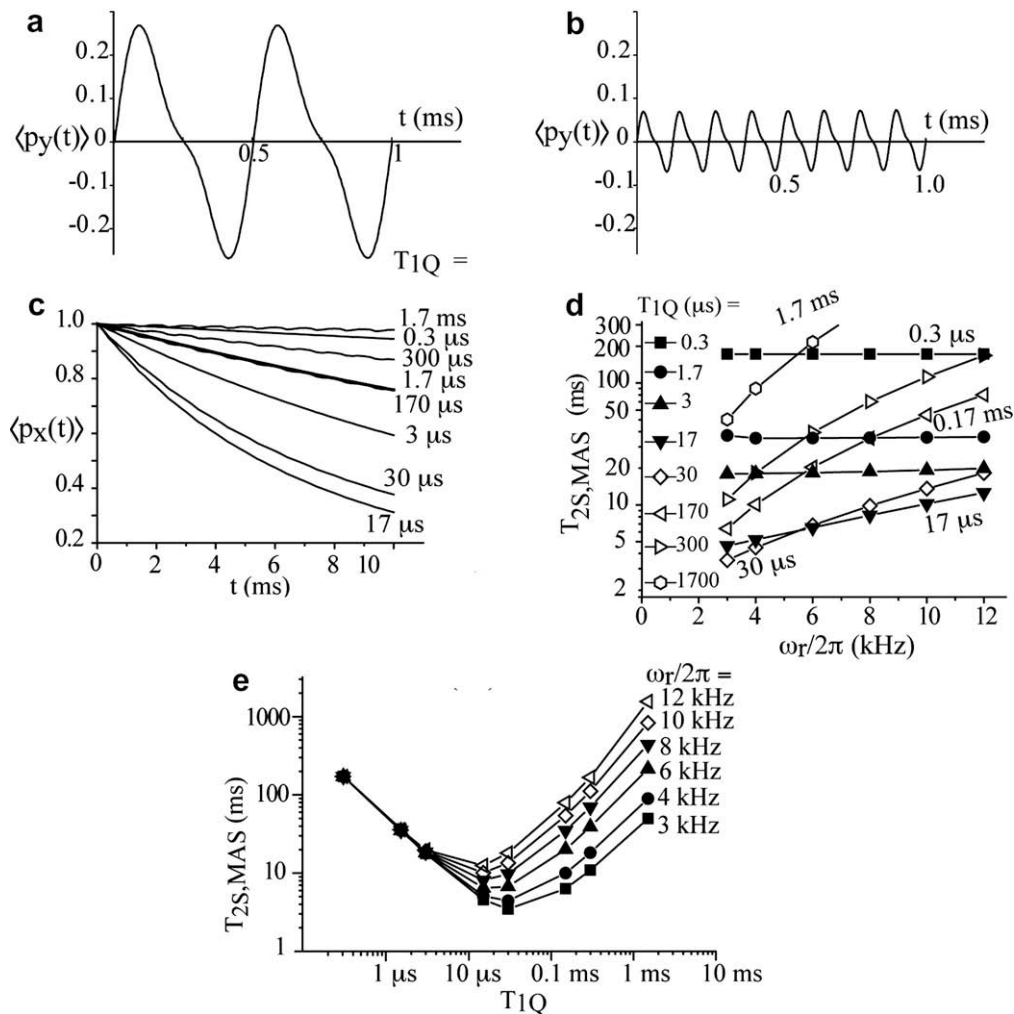 a
0.2
0.1
⟨py(t)⟩ 0
-0.1
-0.2
t (ms)
0.5
1
T1Q =
b
0.2
0.1
⟨py(t)⟩ 0
-0.1
-0.2
t (ms)
0.5
1.0
c
1.0
0.8
0.6
0.4
0.2
⟨px(t)⟩
1.7 ms
0.3 μs
300 μs
1.7 μs
170 μs
3 μs
30 μs
17 μs
0 2 4 6 8 10
t (ms)
d
T1Q (μs) =
0.3
1.7
3
17
30
170
300
1700
300
200
100
50
20
10
5
2
T2S,MAS (ms)
1.7 ms
0.3 μs
0.17 ms
17 μs
30 μs
0 2 4 6 8 10 12
ωr/2π (kHz)
e
1000
100
10
1
T2S,MAS (ms)
ωr/2π =
12 kHz
10 kHz
8 kHz
6 kHz
4 kHz
3 kHz
1 μs 10 μs 0.1 ms 1 ms 10 ms
T1Q